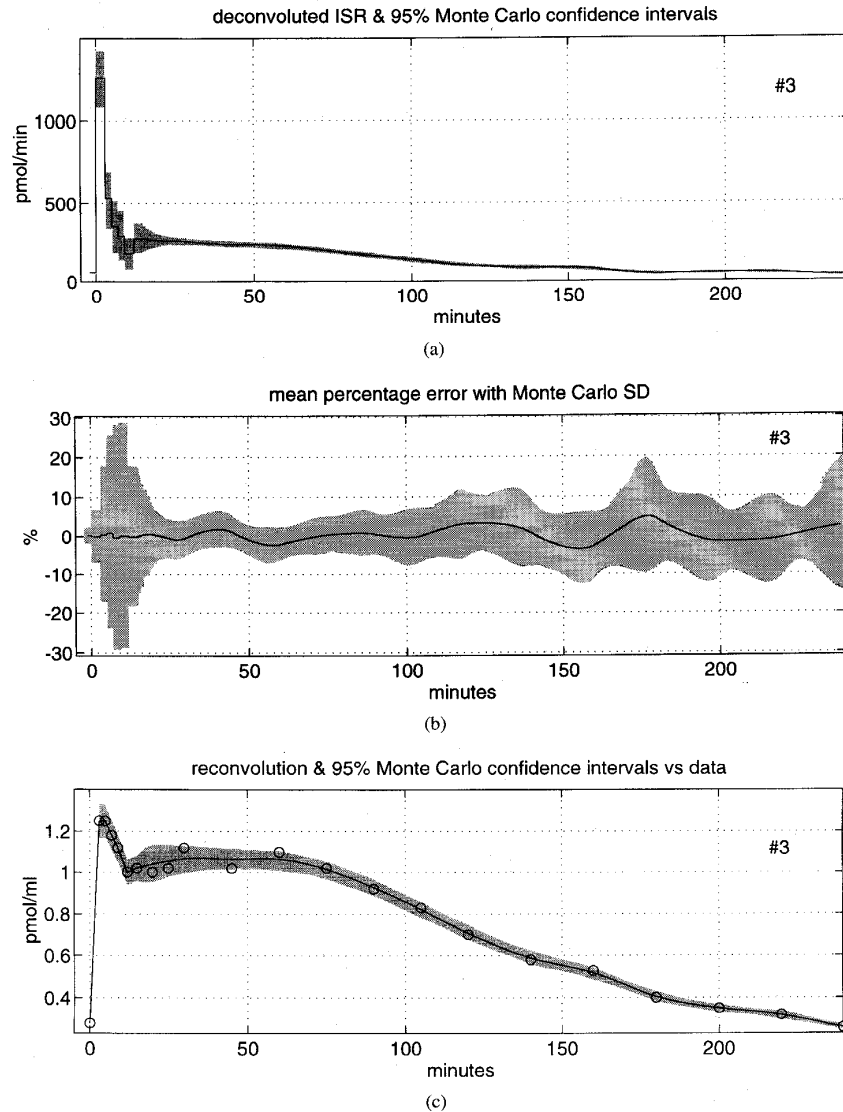 deconvoluted ISR & 95% Monte Carlo confidence intervals
#3
pmol/min
1000
500
0
0 50 100 150 200
minutes
(a)
mean percentage error with Monte Carlo SD
#3
%
30
20
10
0
-10
-20
-30
0 50 100 150 200
minutes
(b)
reconvolution & 95% Monte Carlo confidence intervals vs data
#3
pmol/ml
1.2
1
0.8
0.6
0.4
0 50 100 150 200
minutes
(c)